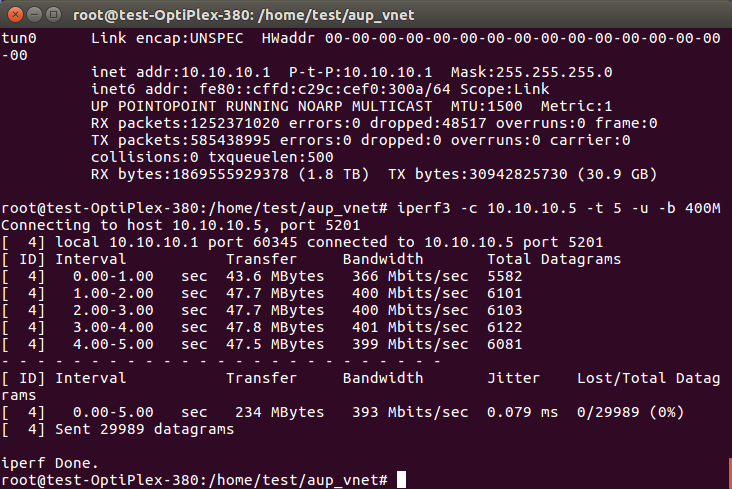 root@test-OptiPlex-380: /home/test/aup_vnet
tun0      Link encap:UNSPEC  HWaddr 00-00-00-00-00-00-00-00-00-00-00-00-00-00-00
-00
          inet addr:10.10.10.1  P-t-P:10.10.10.1  Mask:255.255.255.0
          inet6 addr: fe80::cffd:c29c:cef0:300a/64 Scope:Link
          UP POINTOPOINT RUNNING NOARP MULTICAST  MTU:1500  Metric:1
          RX packets:1252371020 errors:0 dropped:48517 overruns:0 frame:0
          TX packets:585438995 errors:0 dropped:0 overruns:0 carrier:0
          collisions:0 txqueuelen:500
          RX bytes:1869555929378 (1.8 TB)  TX bytes:30942825730 (30.9 GB)
root@test-OptiPlex-380:/home/test/aup_vnet# iperf3 -c 10.10.10.5 -t 5 -u -b 400M
Connecting to host 10.10.10.5, port 5201
[  4] local 10.10.10.1 port 60345 connected to 10.10.10.5 port 5201
[ ID] Interval           Transfer     Bandwidth       Total Datagrams
[  4]   0.00-1.00   sec  43.6 MBytes   366 Mbits/sec  5582
[  4]   1.00-2.00   sec  47.7 MBytes   400 Mbits/sec  6101
[  4]   2.00-3.00   sec  47.7 MBytes   400 Mbits/sec  6103
[  4]   3.00-4.00   sec  47.8 MBytes   401 Mbits/sec  6122
[  4]   4.00-5.00   sec  47.5 MBytes   399 Mbits/sec  6081
- - - - - - - - - - - - - - - - - - - - - - - - -
[ ID] Interval           Transfer     Bandwidth       Jitter    Lost/Total Datag
rams
[  4]   0.00-5.00   sec   234 MBytes   393 Mbits/sec  0.079 ms  0/29989 (0%)
[  4] Sent 29989 datagrams
iperf Done.
root@test-OptiPlex-380:/home/test/aup_vnet#